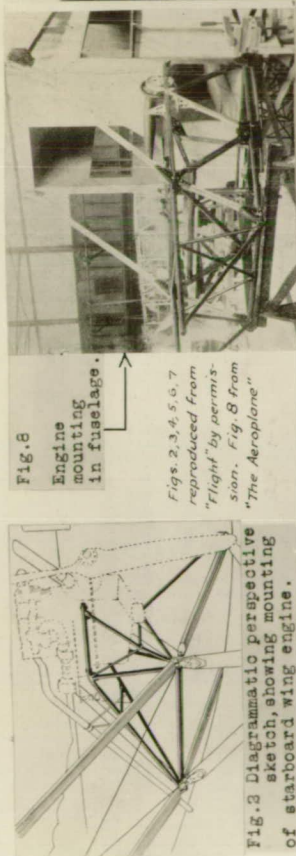 Fig.8
Engine
mounting
in fuselage.
Figs. 2,3,4,5,6,7
reproduced from
"Flight" by permis-
sion. Fig. 8 from
"The Aeroplane"
Fig.2 Diagrammatic perspective
sketch, showing mounting
of starboard wing engine.